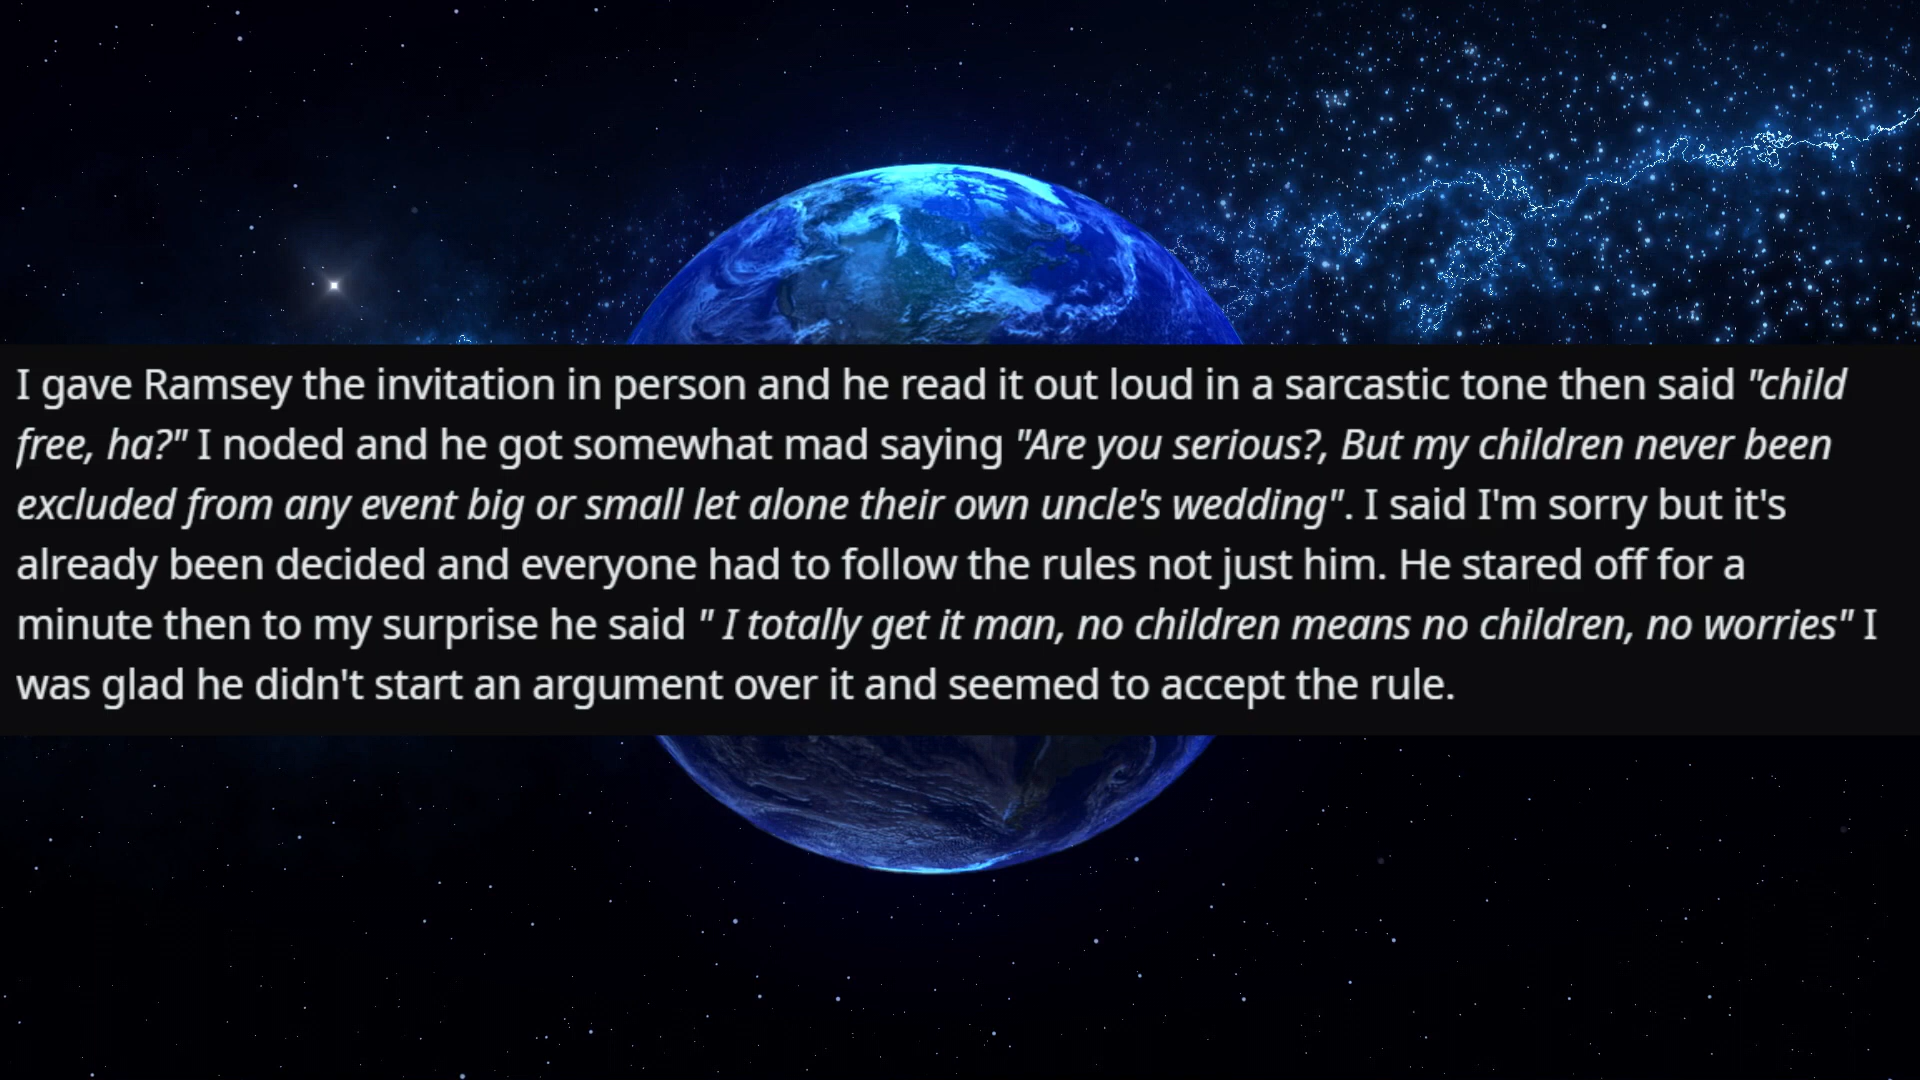 I gave Ramsey the invitation in person and he read it out loud in a sarcastic tone then said "child
free, ha?" I noded and he got somewhat mad saying "Are you serious?, But my children never been
excluded from any event big or small let alone their own uncle's wedding". I said I'm sorry but it's
already been decided and everyone had to follow the rules not just him. He stared off for a
minute then to my surprise he said " I totally get it man, no children means no children, no worries" I
was glad he didn't start an argument over it and seemed to accept the rule.